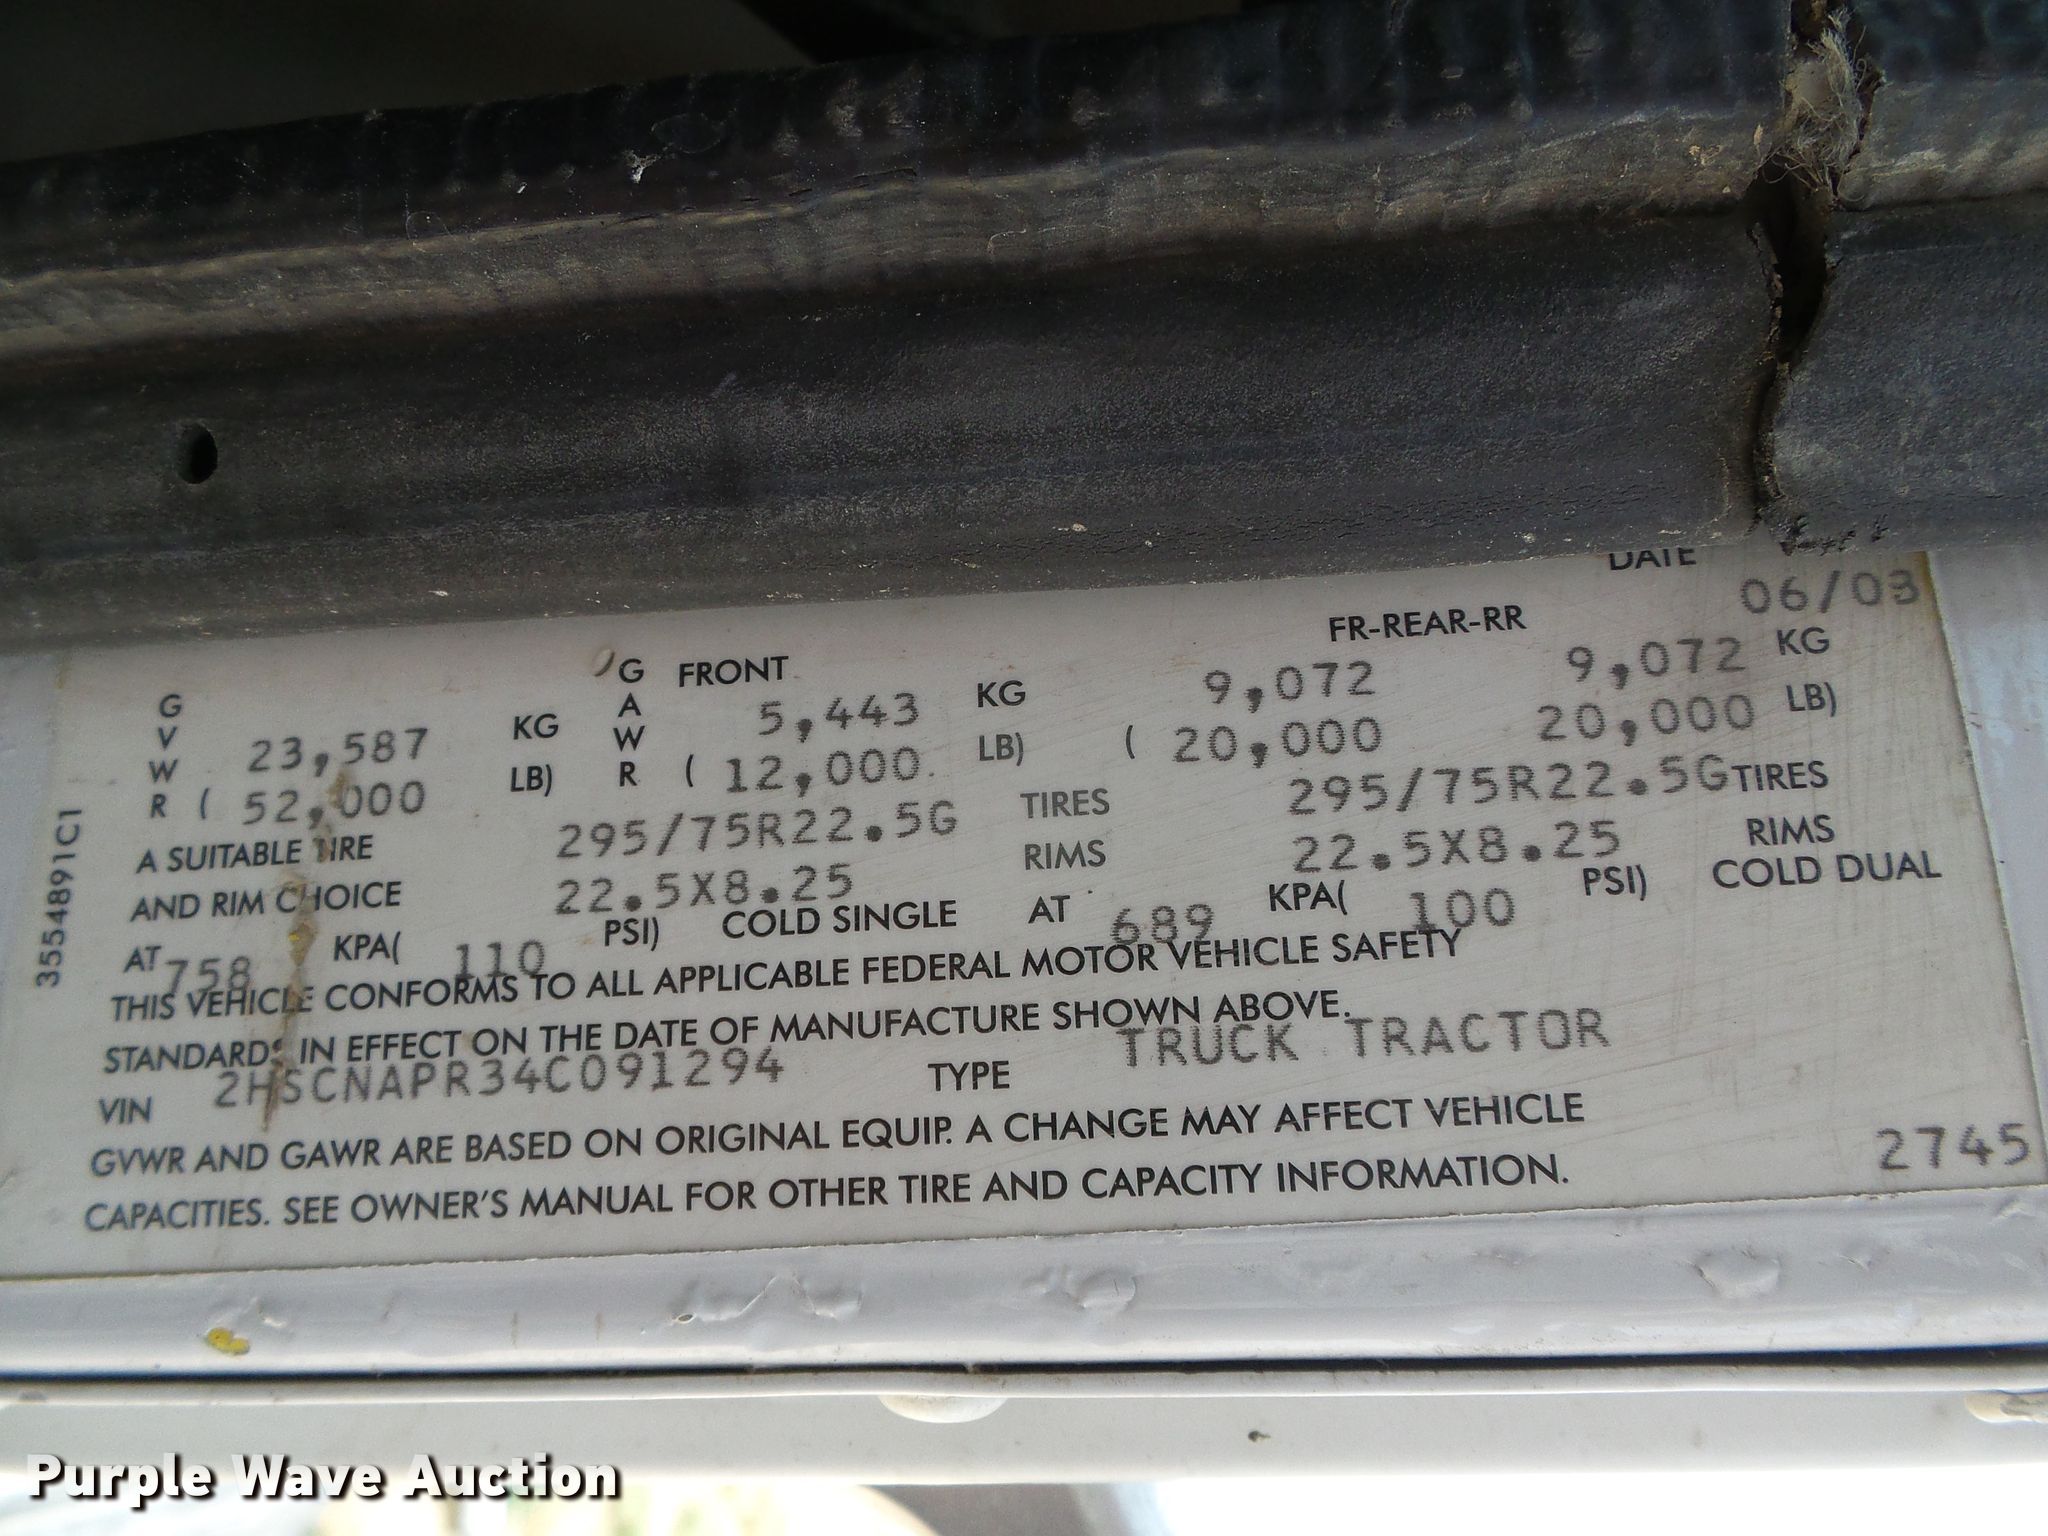 DATE
06/03
FR-REAR-RR
G FRONT
G V W R 23,587 KG G A W R 5,443 KG 9,072 9,072 KG
( 52,000 LB) ( 12,000 LB) ( 20,000 20,000 LB)
A SUITABLE TIRE 295/75R22.5G TIRES 295/75R22.5G TIRES
AND RIM CHOICE 22.5X8.25 RIMS 22.5X8.25 RIMS
AT 758 KPA( 110 PSI) COLD SINGLE AT 689 KPA( 100 PSI) COLD DUAL
THIS VEHICLE CONFORMS TO ALL APPLICABLE FEDERAL MOTOR VEHICLE SAFETY
STANDARDS IN EFFECT ON THE DATE OF MANUFACTURE SHOWN ABOVE.
VIN 2HSCNAPR34C091294 TYPE TRUCK TRACTOR
GVWR AND GAWR ARE BASED ON ORIGINAL EQUIP. A CHANGE MAY AFFECT VEHICLE
CAPACITIES. SEE OWNER'S MANUAL FOR OTHER TIRE AND CAPACITY INFORMATION.
2745
3554891C1
Purple Wave Auction